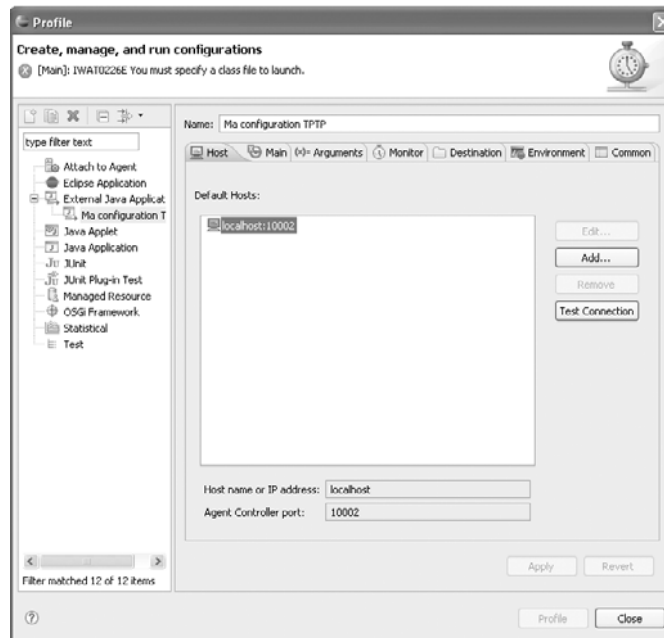 Profile
Create, manage, and run configurations
[Main]: IWAT0226E You must specify a class file to launch.
type filter text
Attach to Agent
Eclipse Application
External Java Applicat
Ma configuration T
Java Applet
Java Application
Ju JUnit
JUnit Plug-in Test
Managed Resource
OSGi Framework
Statistical
Test
Filter matched 12 of 12 items
Name: Ma configuration TPTP
Host Main (x)= Arguments Monitor Destination Environment Common
Default Hosts:
localhost:10002
Edit...
Add...
Remove
Test Connection
Host name or IP address: localhost
Agent Controller port: 10002
Apply Revert
Profile Close